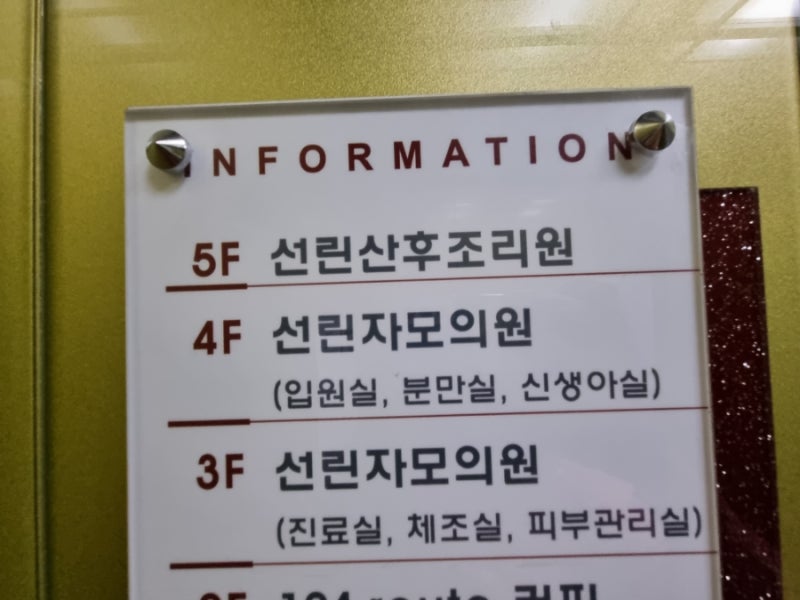 INFORMATION
5F 선린산후조리원
4F 선린자모의원
(입원실, 분만실, 신생아실)
3F 선린자모의원
(진료실, 체조실, 피부관리실)